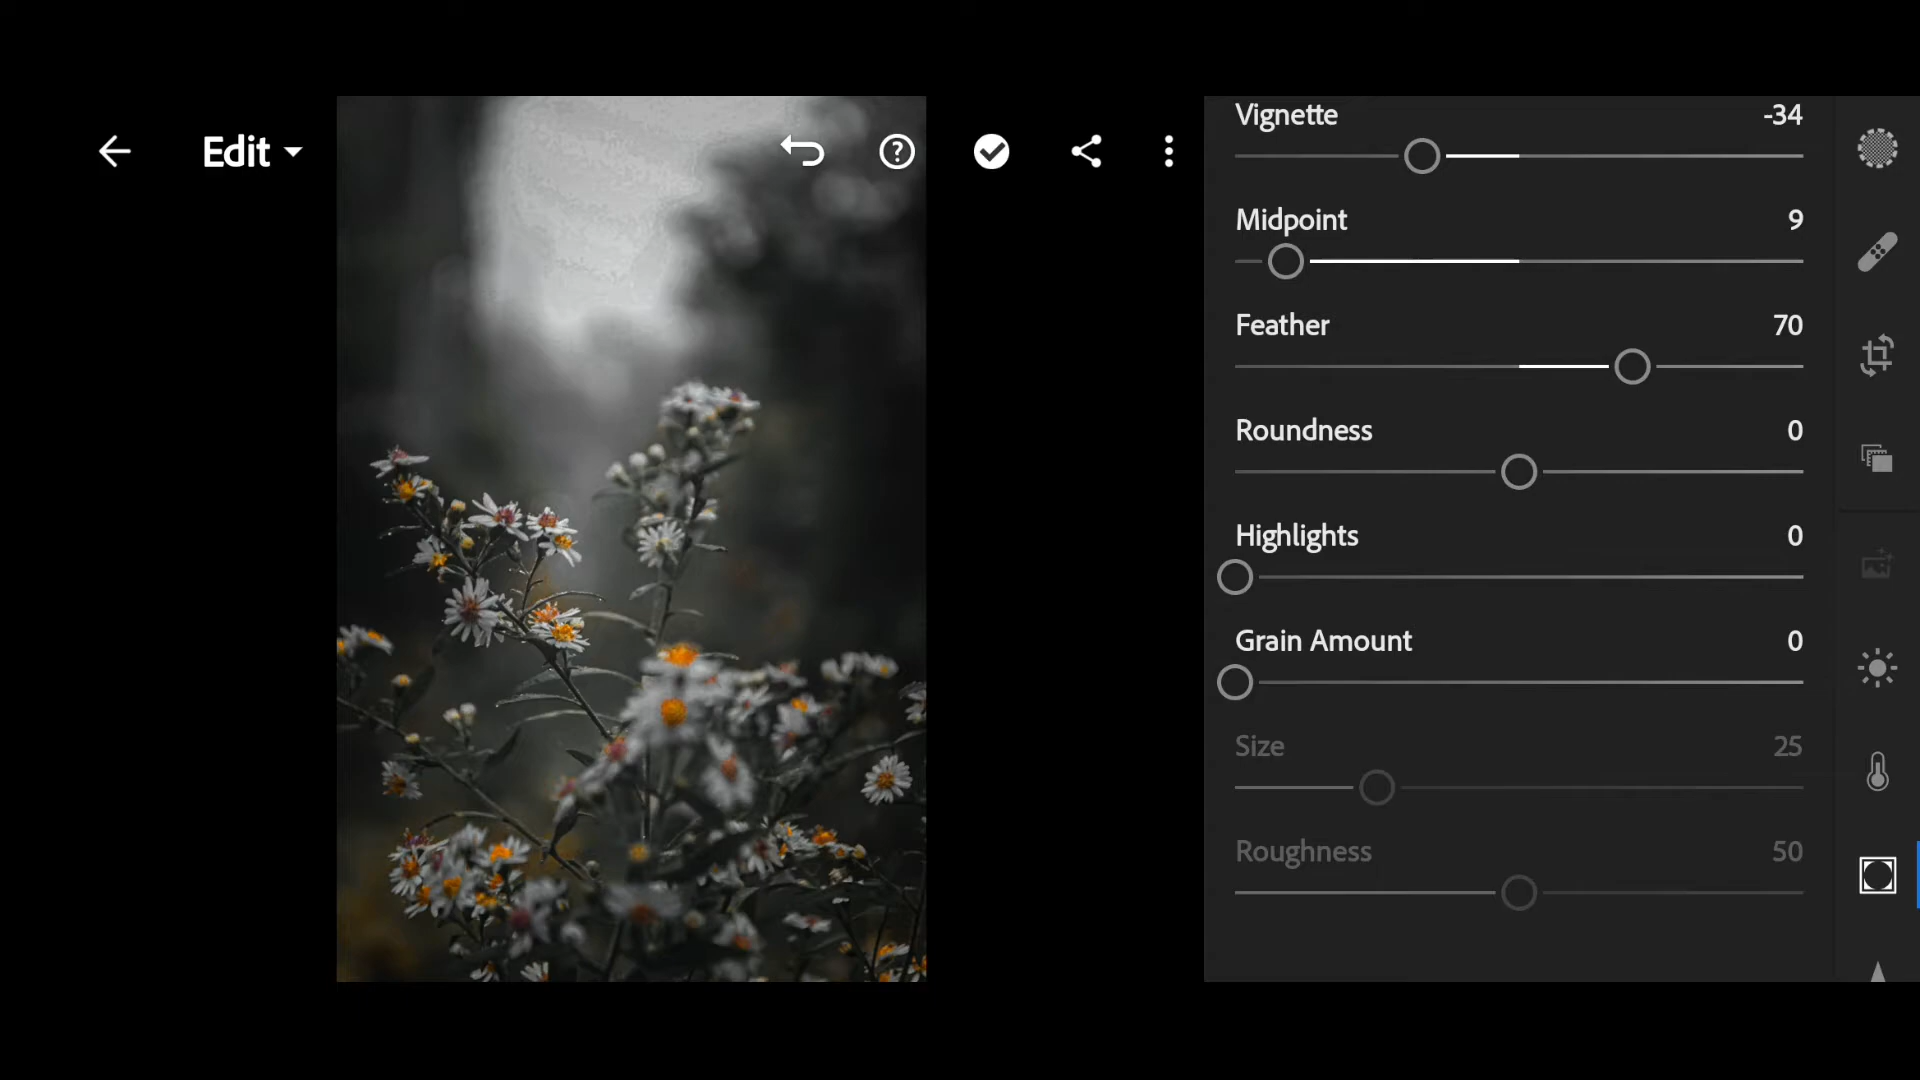 Edit
Vignette -34
Midpoint 9
Feather 70
Roundness 0
Highlights 0
Grain Amount 0
Size 25
Roughness 50